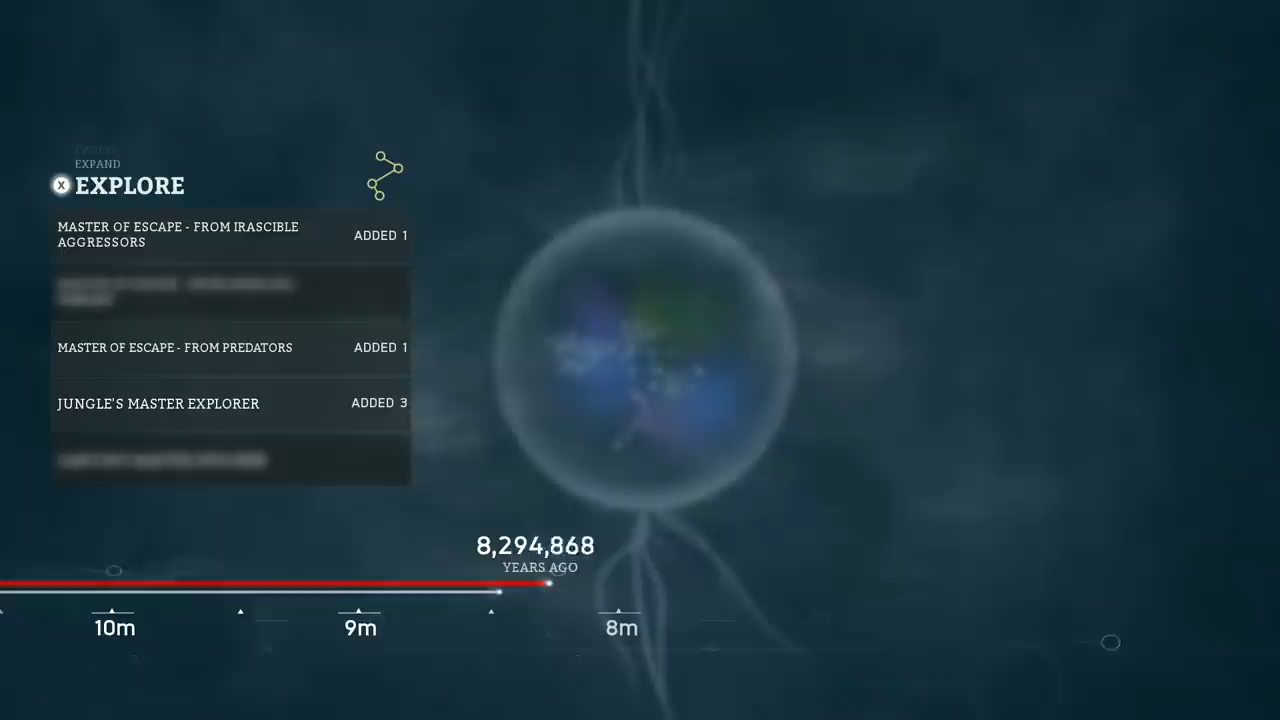 EXPAND
X EXPLORE
MASTER OF ESCAPE - FROM IRASCIBLE
AGGRESSORS
ADDED 1
MASTER OF ESCAPE - FROM PREDATORS
ADDED 1
JUNGLE'S MASTER EXPLORER
ADDED 3
8,294,868
YEARS AGO
10m
9m
8m